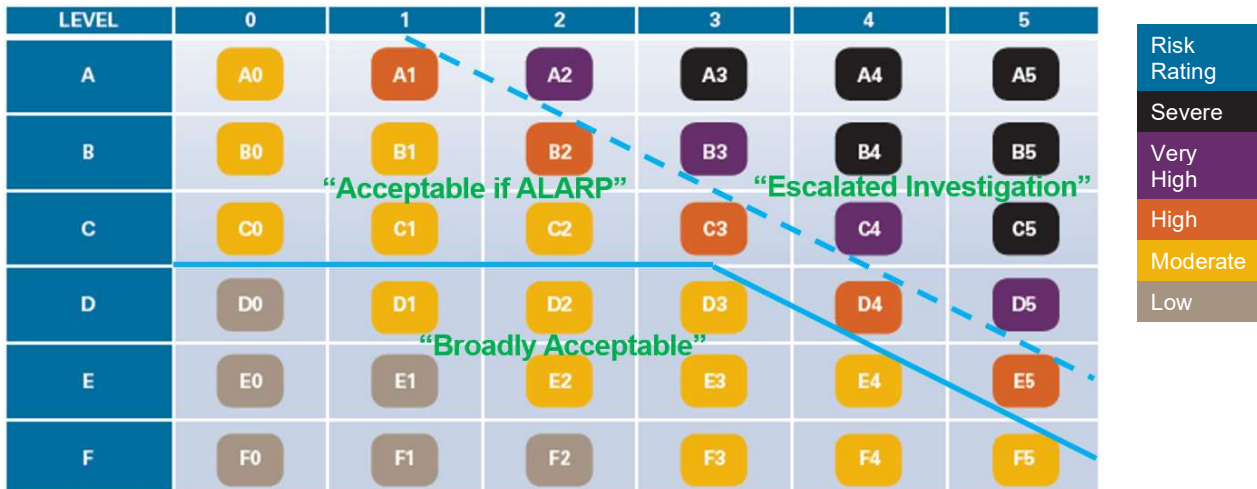 LEVEL 0 1 2 3 4 5
A A0 A1 A2 A3 A4 A5
B B0 B1 B2 B3 B4 B5
“Acceptable if ALARP” “Escalated Investigation”
C C0 C1 C2 C3 C4 C5
D D0 D1 D2 D3 D4 D5
“Broadly Acceptable”
E E0 E1 E2 E3 E4 E5
F F0 F1 F2 F3 F4 F5
Risk
Rating
Severe
Very
High
High
Moderate
Low